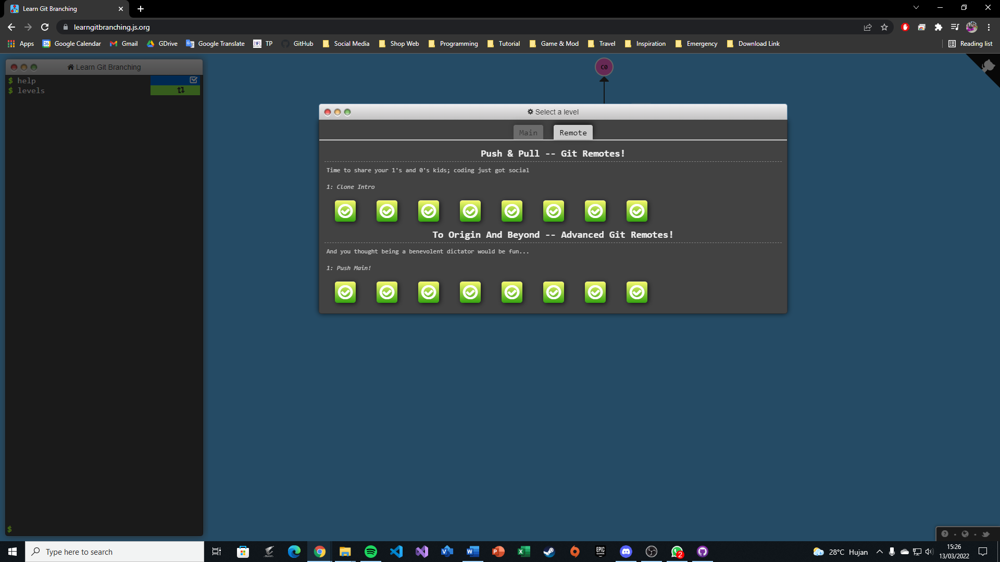 Learn Git Branching
learngitbranching.js.org
Apps
26 Google Calendar
Gmail
GDrive
Google Translate
TP
GitHub
Social Media
Shop Web
Programming
Tutorial
Game & Mod
Travel
Inspiration
Emergency
Download Link
Reading list
Learn Git Branching
$ help
$ levels
C0
Select a level
Main
Remote
Push & Pull -- Git Remotes!
Time to share your 1's and 0's kids; coding just got social
1: Clone Intro
To Origin And Beyond -- Advanced Git Remotes!
And you thought being a benevolent dictator would be fun...
1: Push Main!
$
Type here to search
EPIC
GAMES
2
28°C Hujan
15:26
13/03/2022